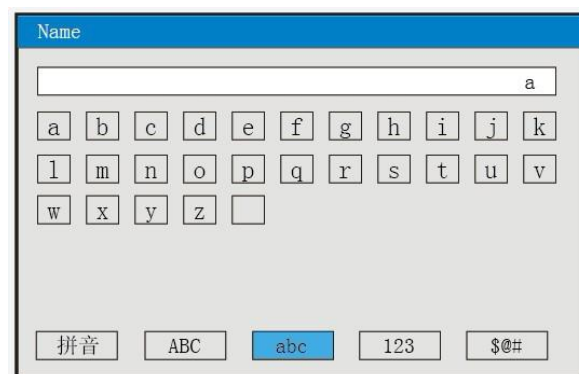 Name
a
a b c d e f g h i j k
l m n o p q r s t u v
w x y z
拼音 ABC abc 123 $@#